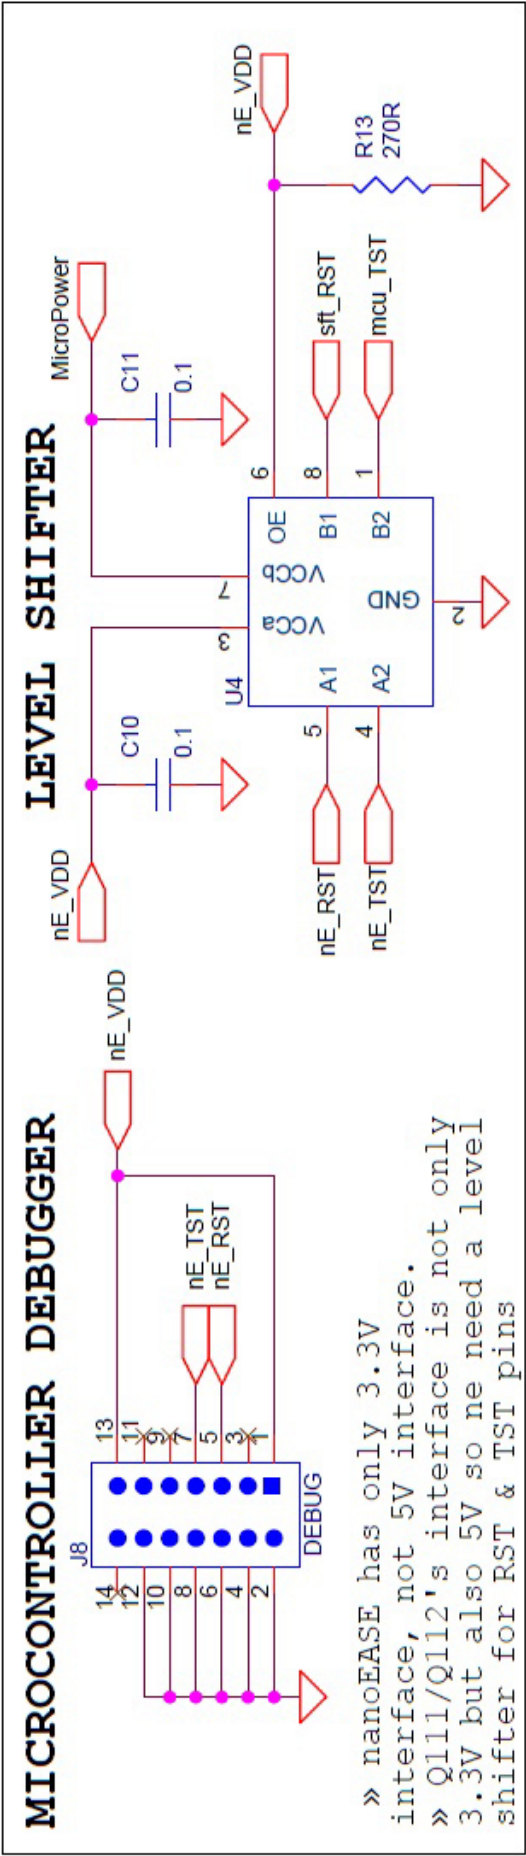 MICROCONTROLLER DEBUGGER
J8
14
12
10
8
6
4
2
13
11
9
7
5
3
1
DEBUG
nE_VDD
nE_TST
nE_RST
» nanoEASE has only 3.3V
interface, not 5V interface.
» Q111/Q112's interface is not only
3.3V but also 5V so ne need a level
shifter for RST & TST pins
LEVEL SHIFTER
nE_VDD
C10
0.1
MicroPower
C11
0.1
U4
3
VCCa
7
VCCb
nE_RST
5
A1
nE_TST
4
A2
GND
2
OE
6
B1
8
sft_RST
B2
1
mcu_TST
nE_VDD
R13
270R